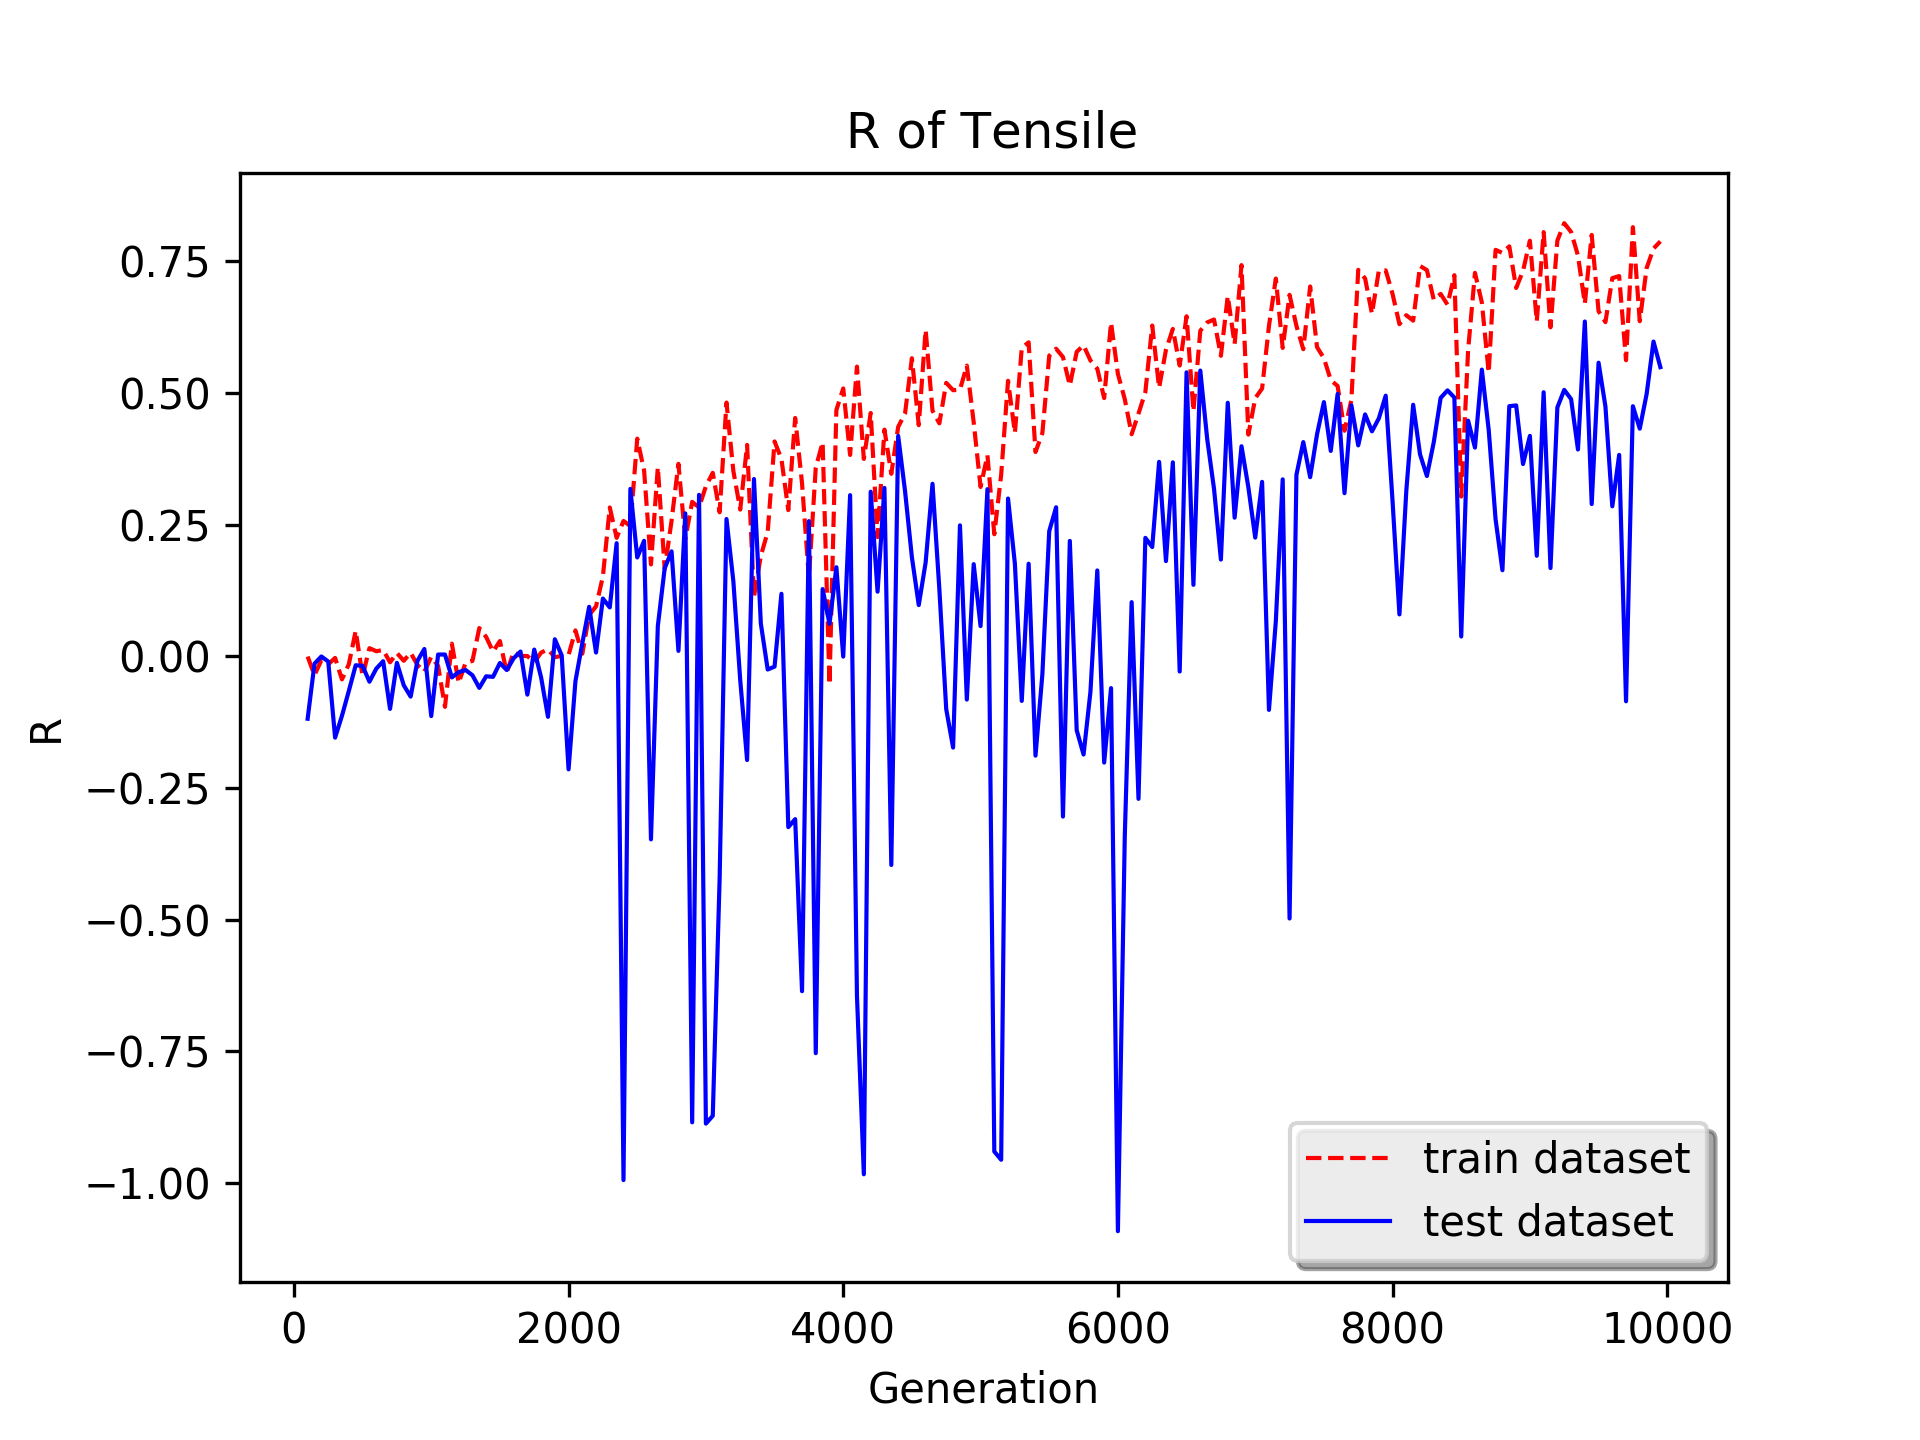 R of Tensile
R
0.75
0.50
0.25
0.00
−0.25
−0.50
−0.75
−1.00
train dataset
test dataset
0 2000 4000 6000 8000 10000
Generation